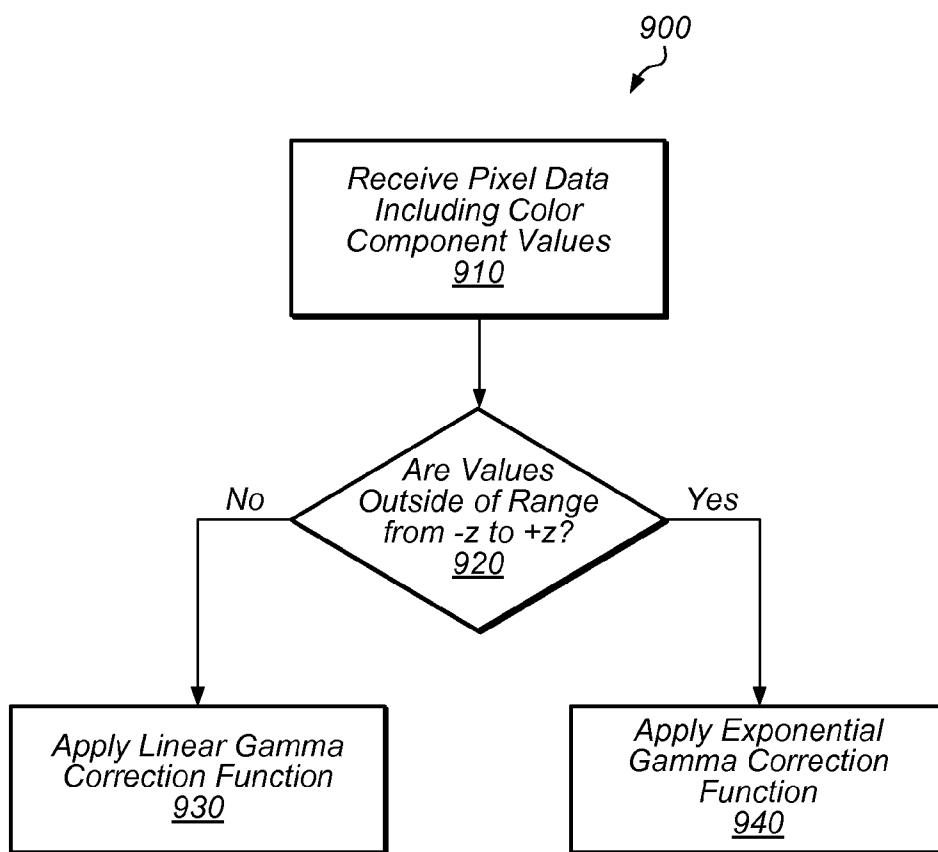 900
Receive Pixel Data
Including Color
Component Values
910
Are Values
Outside of Range
from -z to +z?
920
No
Yes
Apply Linear Gamma
Correction Function
930
Apply Exponential
Gamma Correction
Function
940